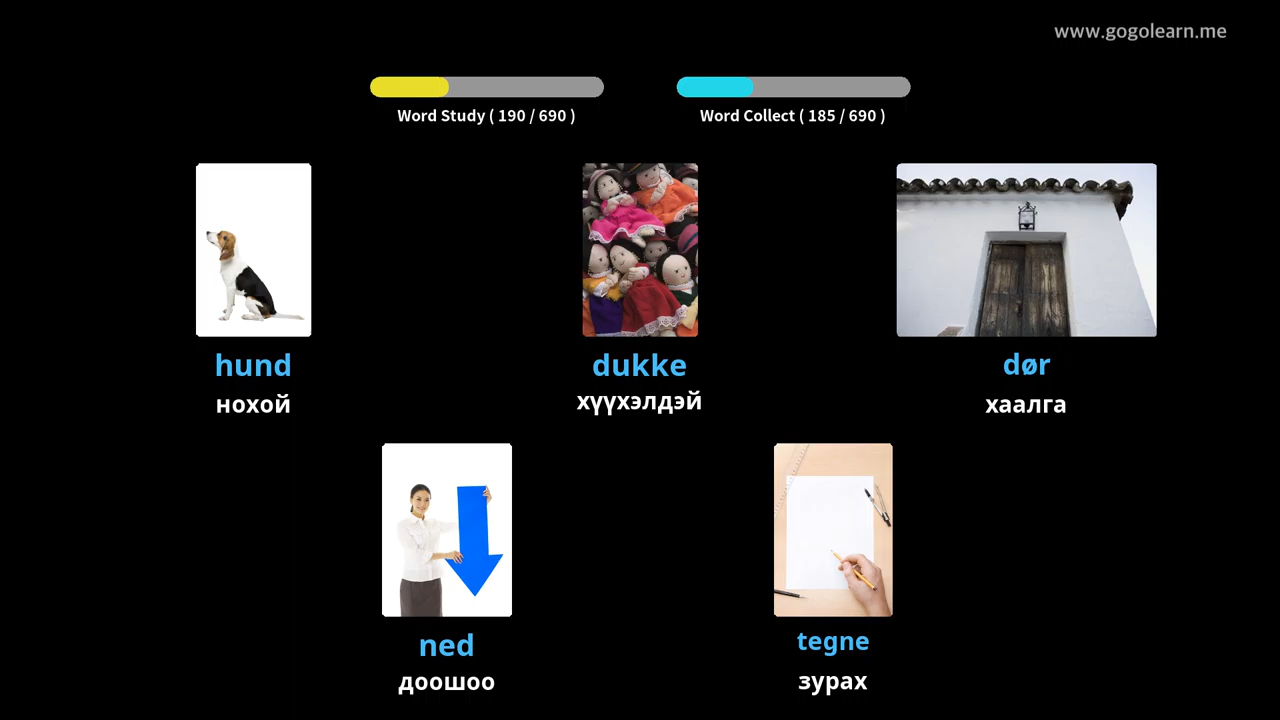 www.gogolearn.me
Word Study ( 190 / 690 )
Word Collect ( 185 / 690 )
hund
нохой
dukke
хүүхэлдэй
dør
хаалга
ned
доошоо
tegne
зурах